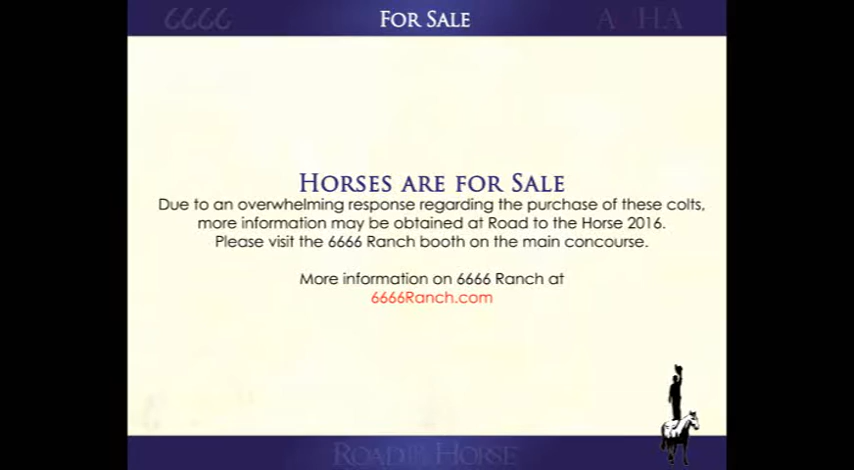 6666
FOR SALE
AQHA
HORSES ARE FOR SALE
Due to an overwhelming response regarding the purchase of these colts,
more information may be obtained at Road to the Horse 2016.
Please visit the 6666 Ranch booth on the main concourse.
More information on 6666 Ranch at
6666Ranch.com
ROAD TO THE HORSE